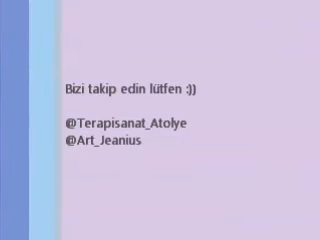 Bizi takip edin lütfen :))
@Terapisanat_Atolye
@Art_Jeanius